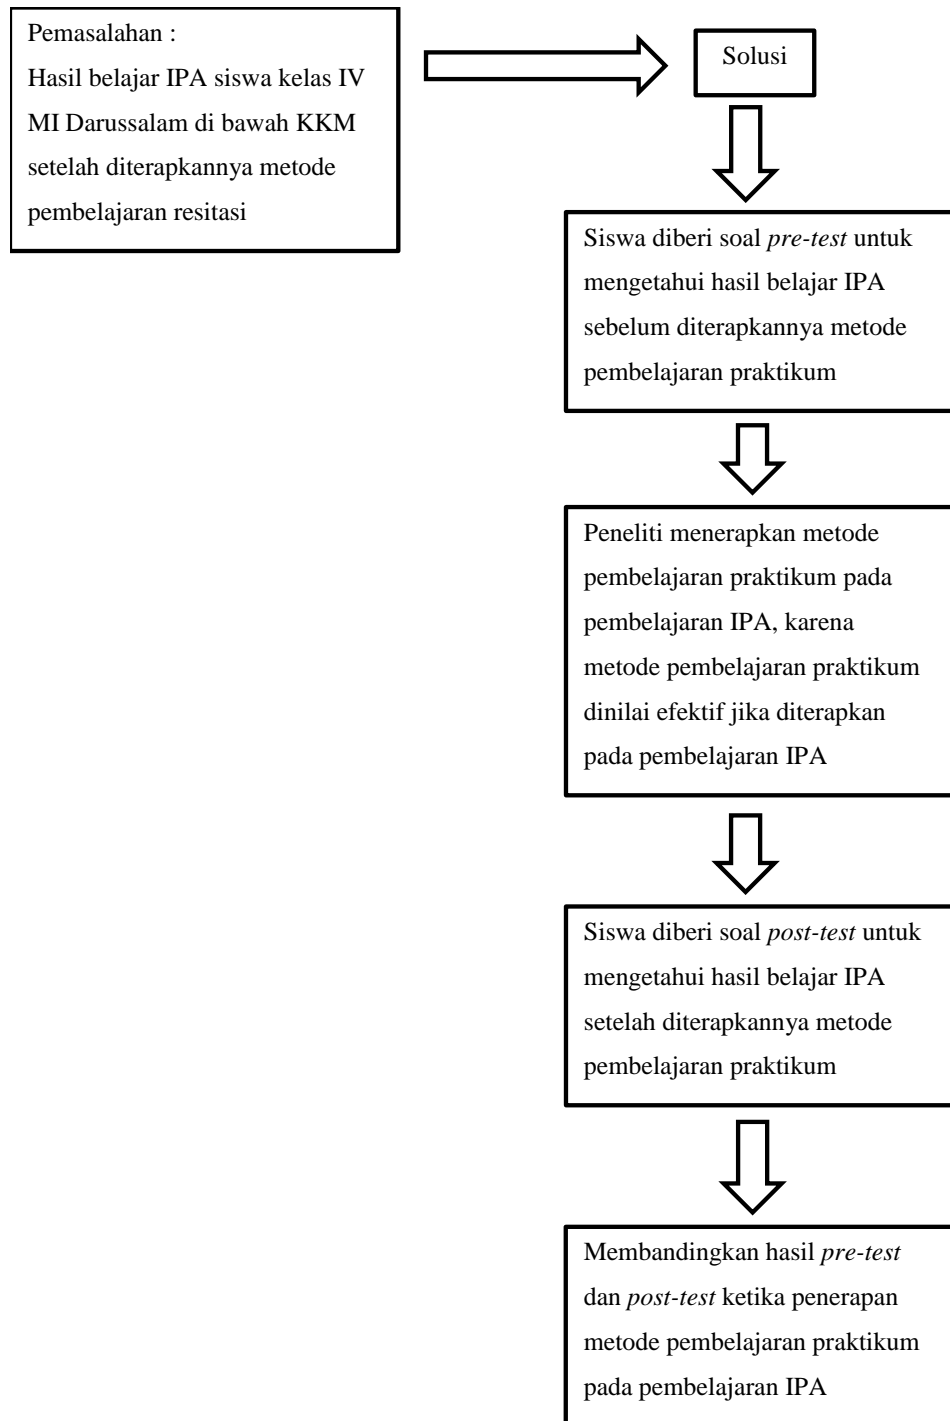 Pemasalahan :
Hasil belajar IPA siswa kelas IV
MI Darussalam di bawah KKM
setelah diterapkannya metode
pembelajaran resitasi
Solusi
Siswa diberi soal pre-test untuk
mengetahui hasil belajar IPA
sebelum diterapkannya metode
pembelajaran praktikum
Peneliti menerapkan metode
pembelajaran praktikum pada
pembelajaran IPA, karena
metode pembelajaran praktikum
dinilai efektif jika diterapkan
pada pembelajaran IPA
Siswa diberi soal post-test untuk
mengetahui hasil belajar IPA
setelah diterapkannya metode
pembelajaran praktikum
Membandingkan hasil pre-test
dan post-test ketika penerapan
metode pembelajaran praktikum
pada pembelajaran IPA